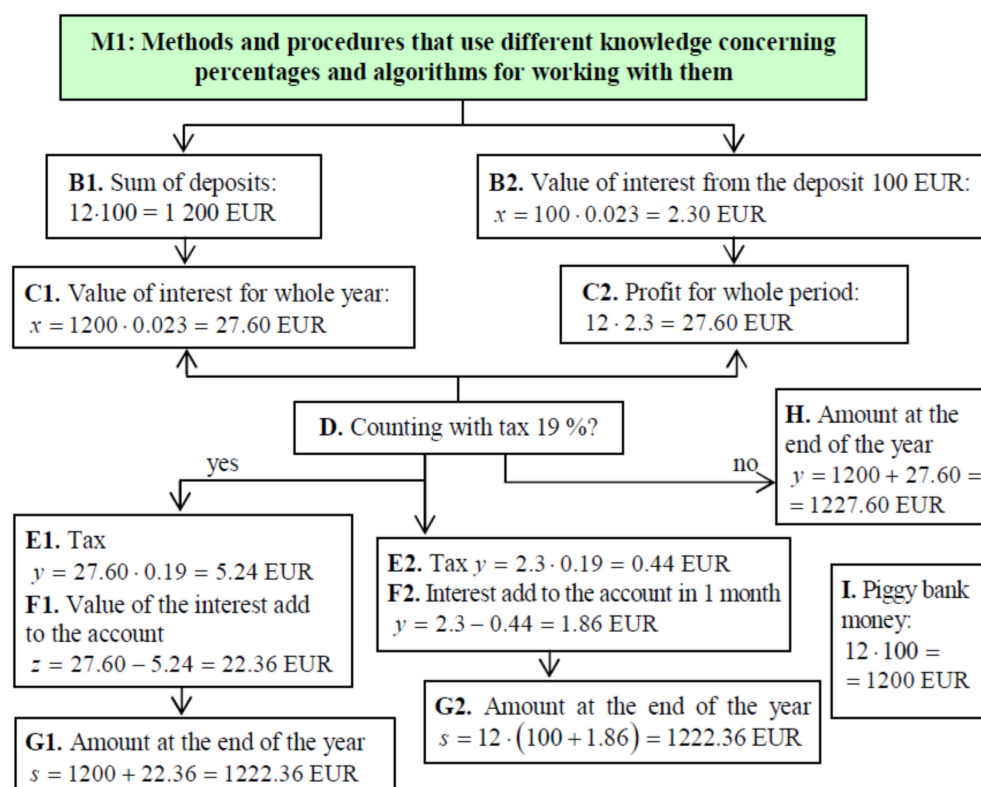 M1: Methods and procedures that use different knowledge concerning
percentages and algorithms for working with them
B1. Sum of deposits:
12·100 = 1 200 EUR
B2. Value of interest from the deposit 100 EUR:
x = 100 · 0.023 = 2.30 EUR
C1. Value of interest for whole year:
x = 1200 · 0.023 = 27.60 EUR
C2. Profit for whole period:
12 · 2.3 = 27.60 EUR
D. Counting with tax 19 %?
yes
no
H. Amount at the
end of the year
y = 1200 + 27.60 =
= 1227.60 EUR
E1. Tax
y = 27.60 · 0.19 = 5.24 EUR
F1. Value of the interest add
to the account
z = 27.60 − 5.24 = 22.36 EUR
E2. Tax y = 2.3 · 0.19 = 0.44 EUR
F2. Interest add to the account in 1 month
y = 2.3 − 0.44 = 1.86 EUR
I. Piggy bank
money:
12 · 100 =
= 1200 EUR
G1. Amount at the end of the year
s = 1200 + 22.36 = 1222.36 EUR
G2. Amount at the end of the year
s = 12 · (100 + 1.86) = 1222.36 EUR